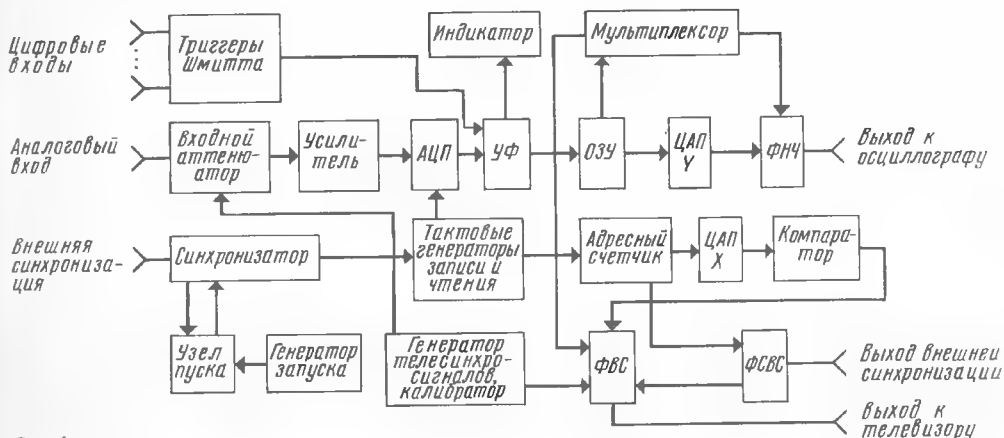 Цифровые
входы
Триггеры
Шмитта
Индикатор
Мультиплексор
Аналоговый
вход
Входной
аттеню-
атор
Усили-
тель
АЦП
УФ
ОЗУ
ЦАП
Y
ФНЧ
Выход к
осциллографу
Внешняя
синхрониза-
ция
Синхронизатор
Тактовые
генераторы
записи и
чтения
Адресный
счетчик
ЦАП
X
Компара-
тор
Узел
пуска
Генератор
запуска
Генератор
телесинхро-
сигналов,
калибратор
ФВС
ФСВС
Выход внешней
синхронизации
Выход к
телевизору